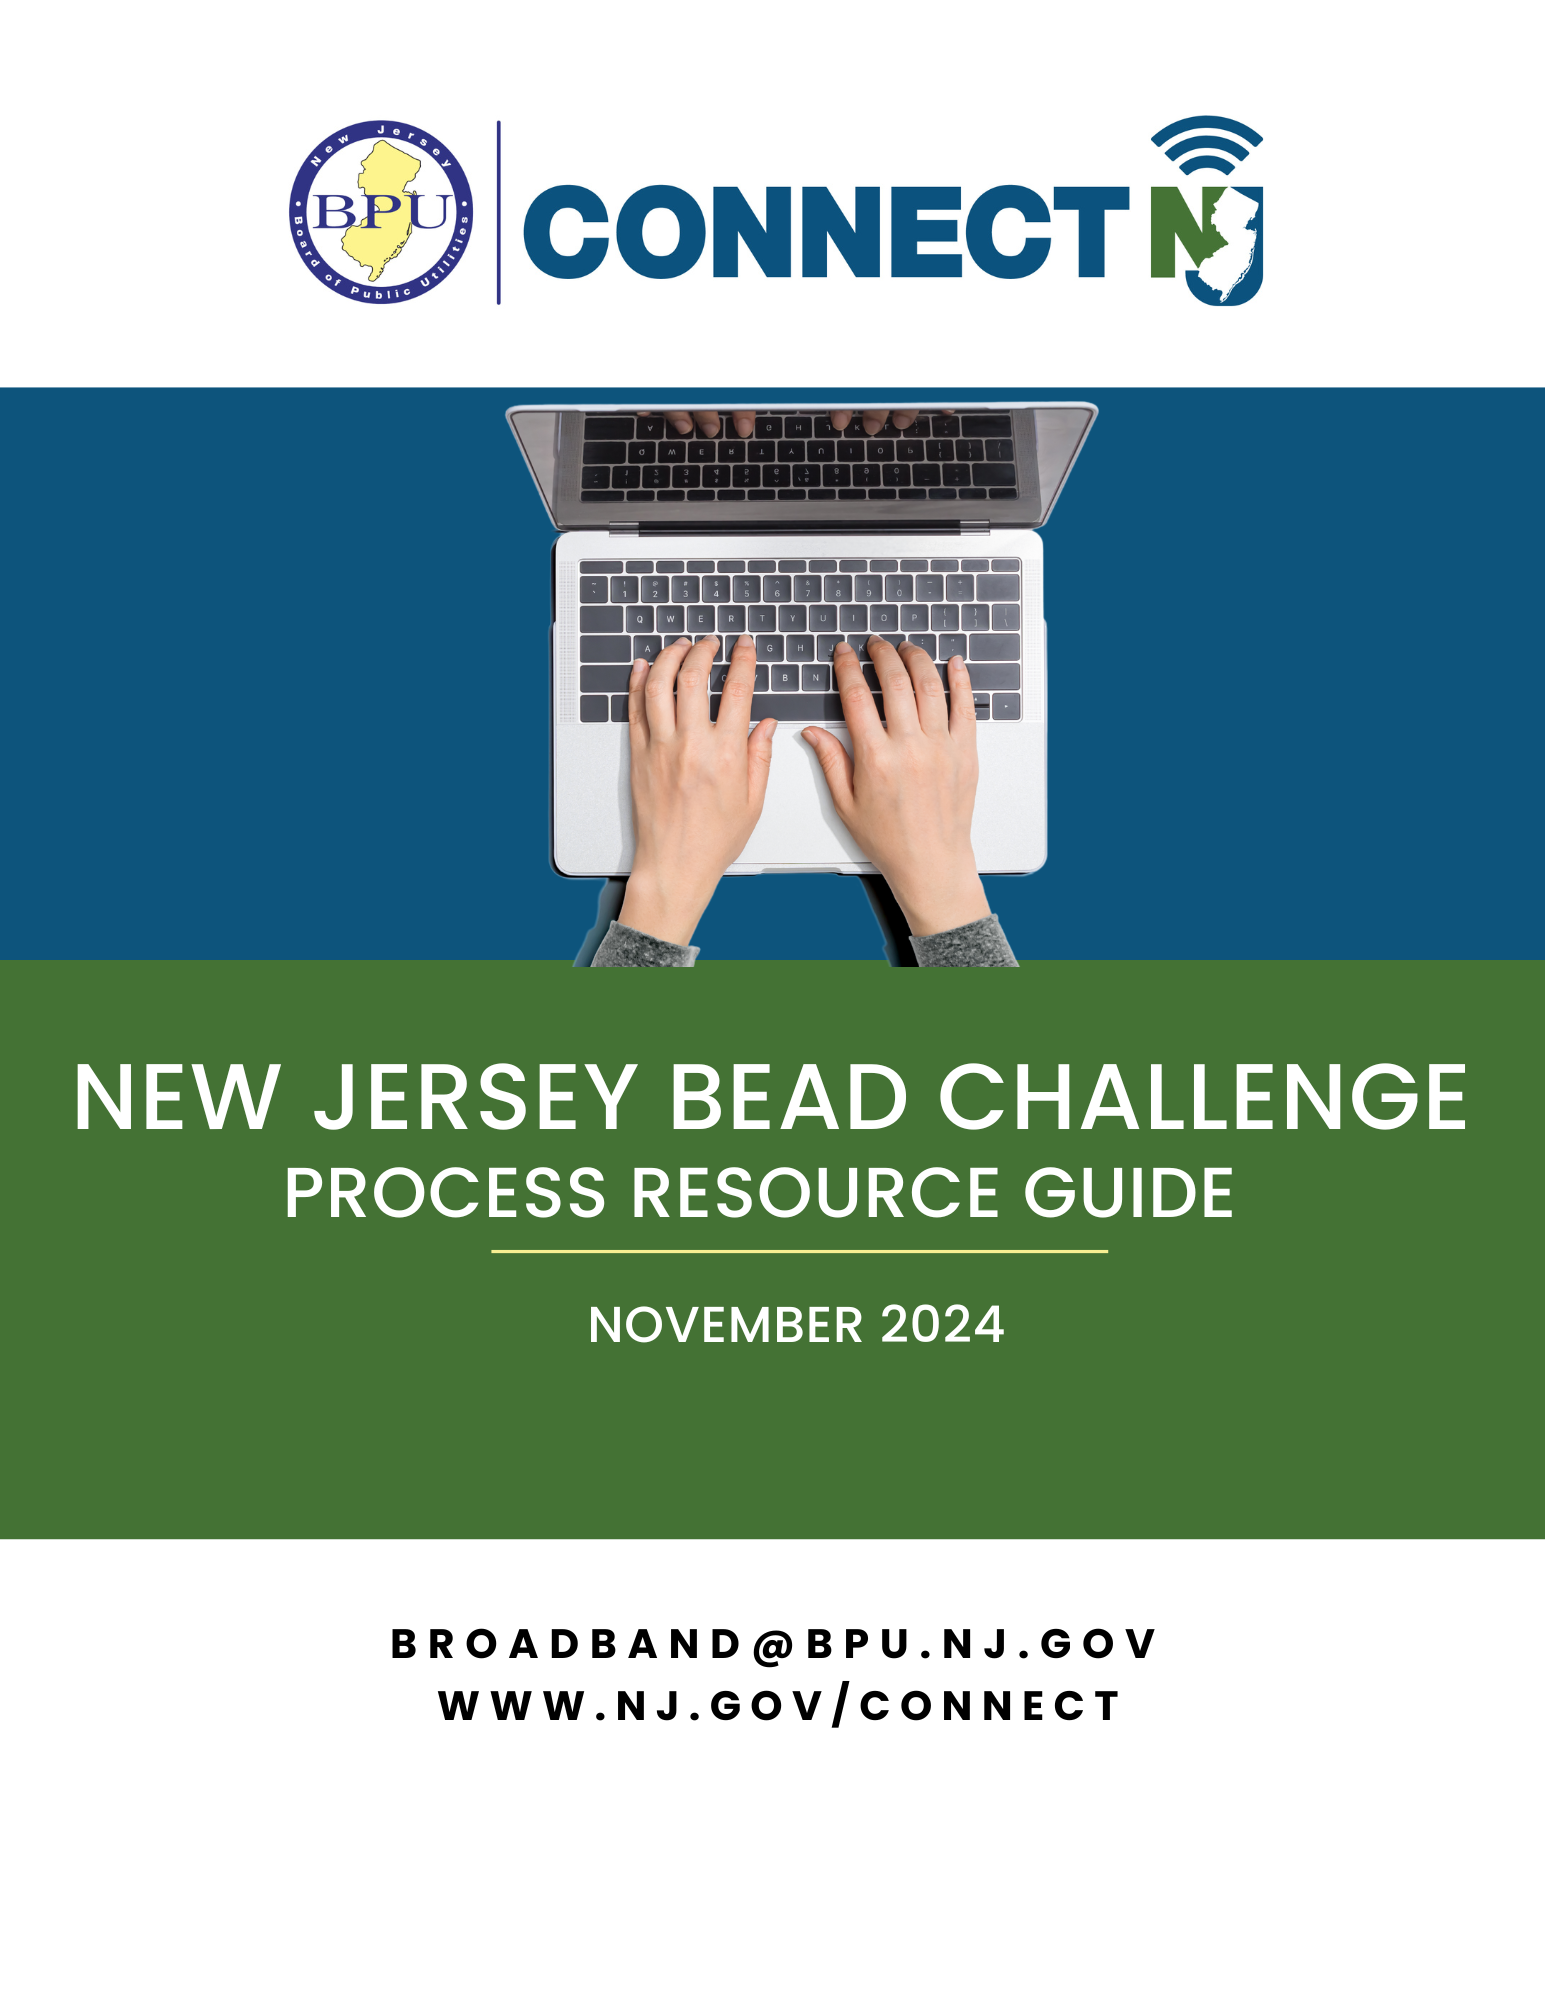 New Jersey
BPU
Board of Public Utilities
CONNECT NJ
NEW JERSEY BEAD CHALLENGE
PROCESS RESOURCE GUIDE
NOVEMBER 2024
BROADBAND@BPU.NJ.GOV
WWW.NJ.GOV/CONNECT